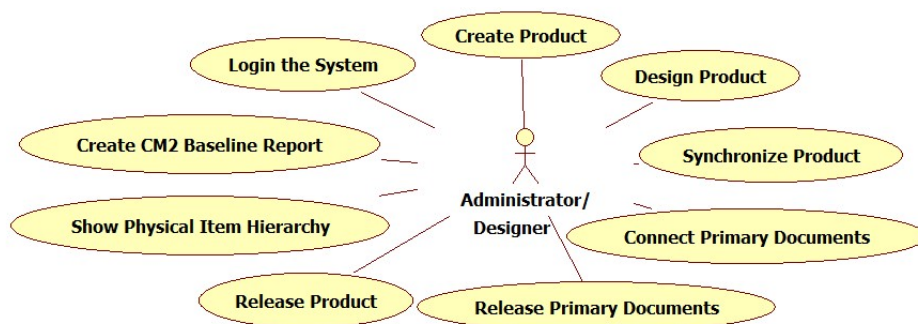 Create Product
Login the System
Design Product
Create CM2 Baseline Report
Synchronize Product
Administrator/
Designer
Show Physical Item Hierarchy
Connect Primary Documents
Release Product
Release Primary Documents